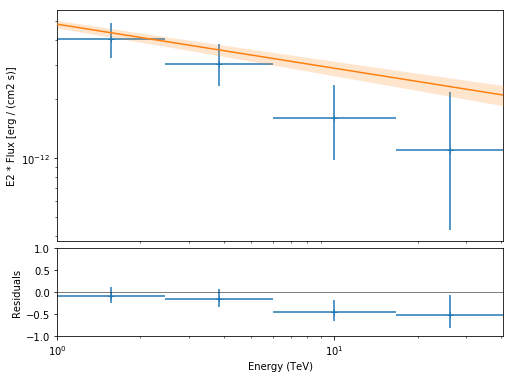 E2 * Flux [erg / (cm2 s)]
10⁻¹²
Residuals
1.0
0.5
0.0
−0.5
−1.0
10⁰
10¹
Energy (TeV)